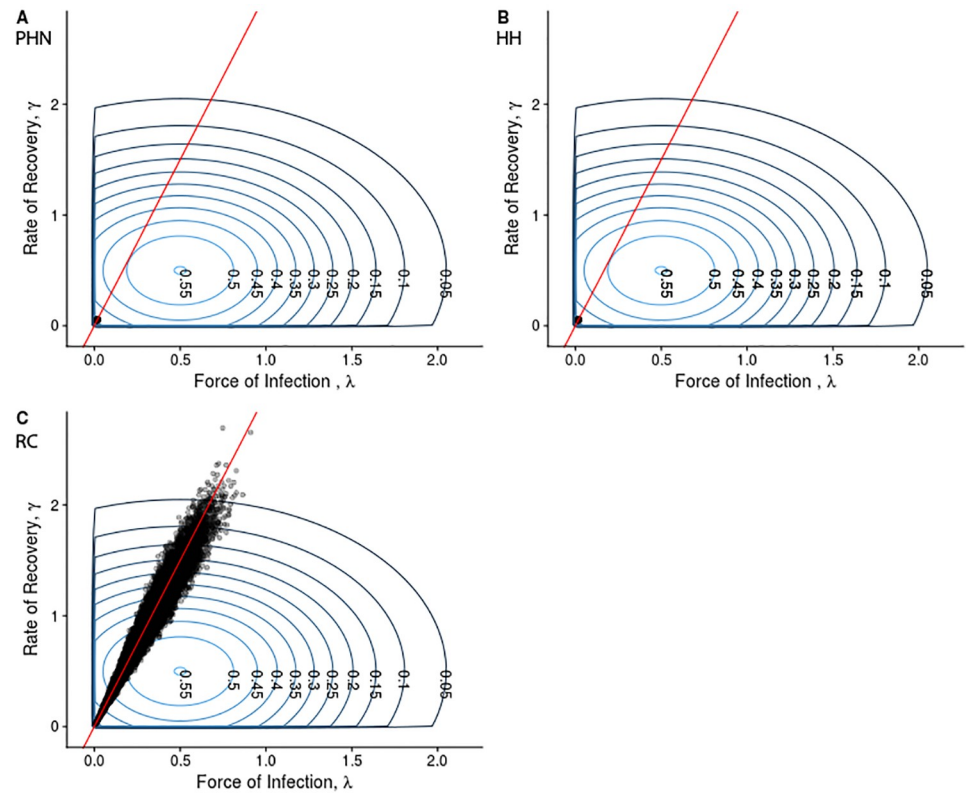 A
PHN
Rate of Recovery, γ
2
1
0
0.55
0.5
0.45
0.4
0.35
0.3
0.25
0.2
0.15
0.1
0.05
0.0 0.5 1.0 1.5 2.0
Force of Infection , λ
B
HH
Rate of Recovery, γ
2
1
0
0.55
0.5
0.45
0.4
0.35
0.3
0.25
0.2
0.15
0.1
0.05
0.0 0.5 1.0 1.5 2.0
Force of Infection , λ
C
RC
Rate of Recovery, γ
2
1
0
0.55
0.5
0.45
0.4
0.35
0.3
0.25
0.2
0.15
0.1
0.05
0.0 0.5 1.0 1.5 2.0
Force of Infection, λ